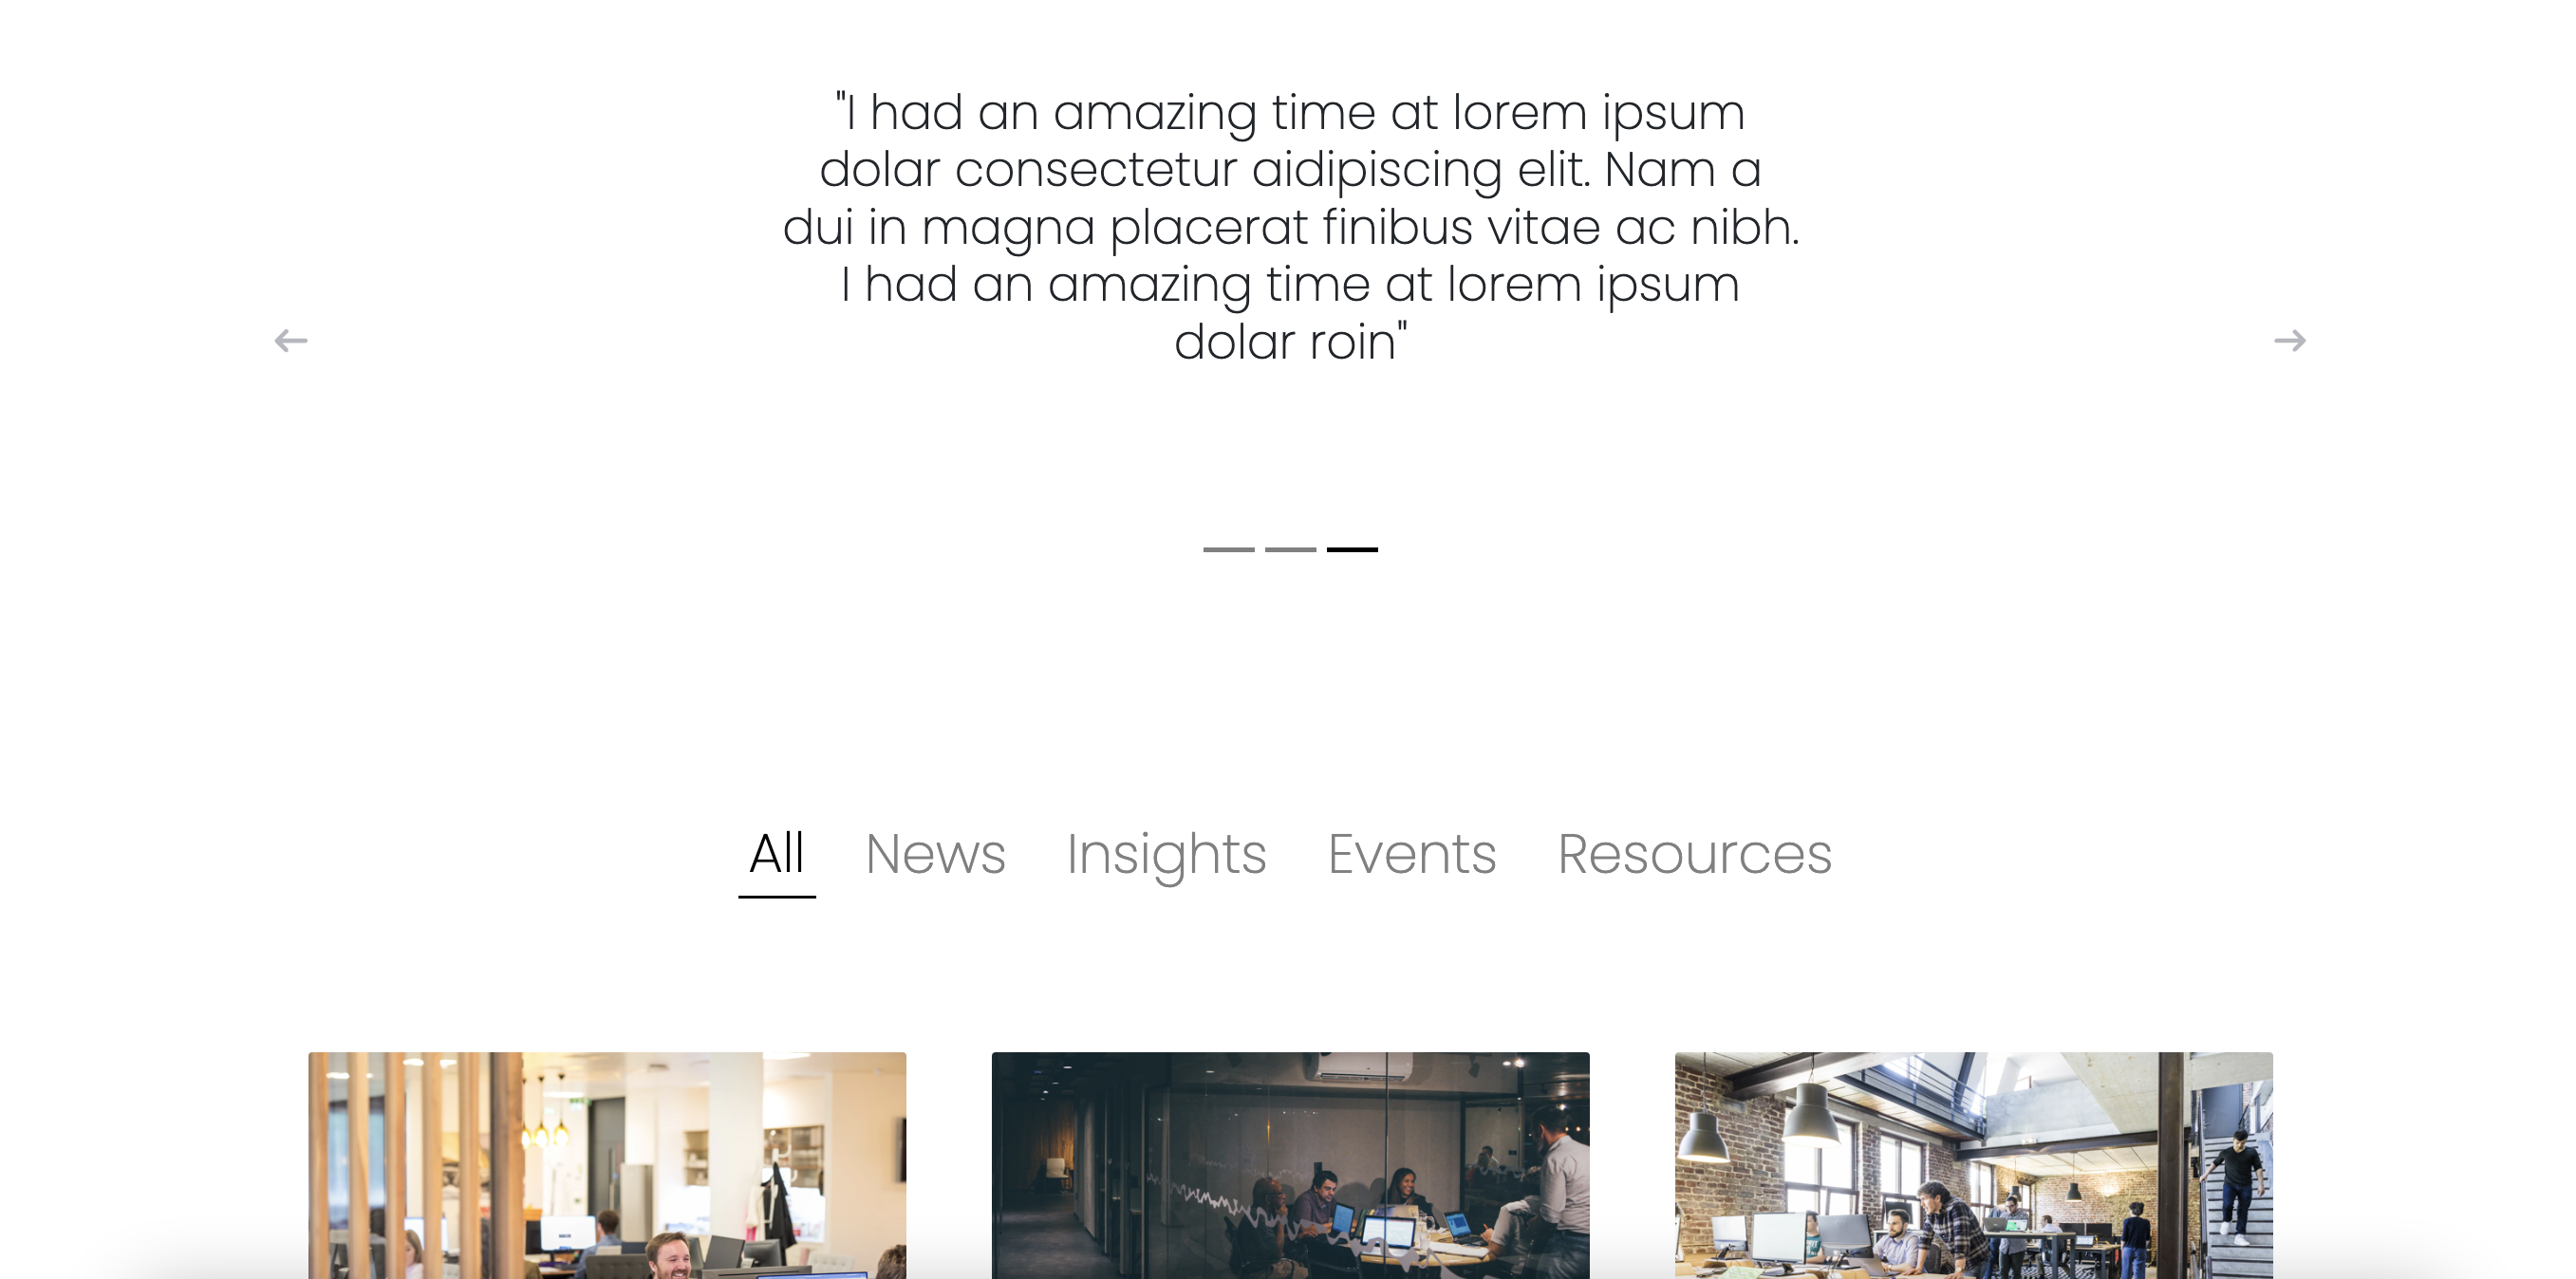 "I had an amazing time at lorem ipsum
dolar consectetur aidipiscing elit. Nam a
dui in magna placerat finibus vitae ac nibh.
I had an amazing time at lorem ipsum
dolar roin"
All News Insights Events Resources